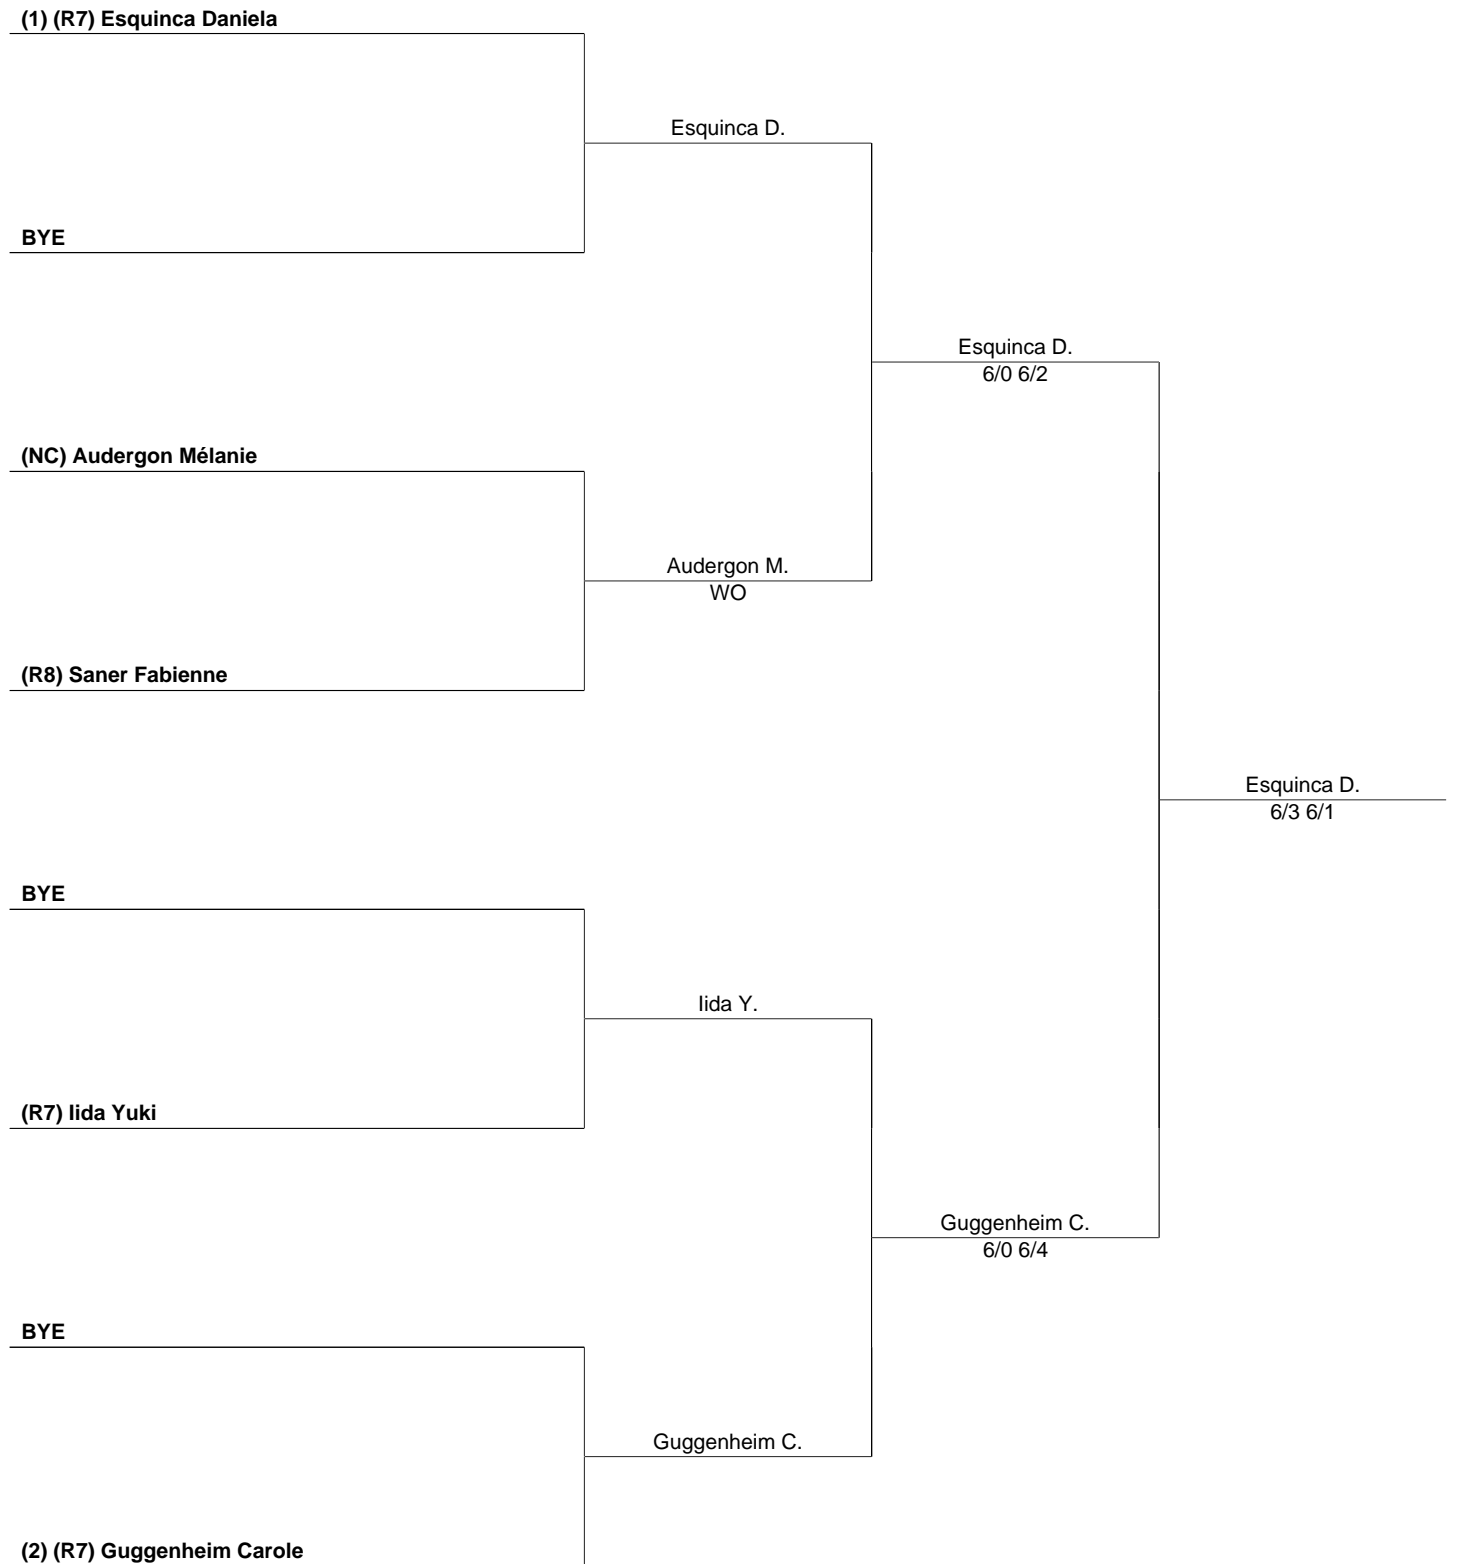 (1) (R7) Esquinca Daniela
Esquinca D.
BYE
Esquinca D.
6/0 6/2
(NC) Audergon Mélanie
Audergon M.
WO
(R8) Saner Fabienne
Esquinca D.
6/3 6/1
BYE
Iida Y.
(R7) Iida Yuki
Guggenheim C.
6/0 6/4
BYE
Guggenheim C.
(2) (R7) Guggenheim Carole